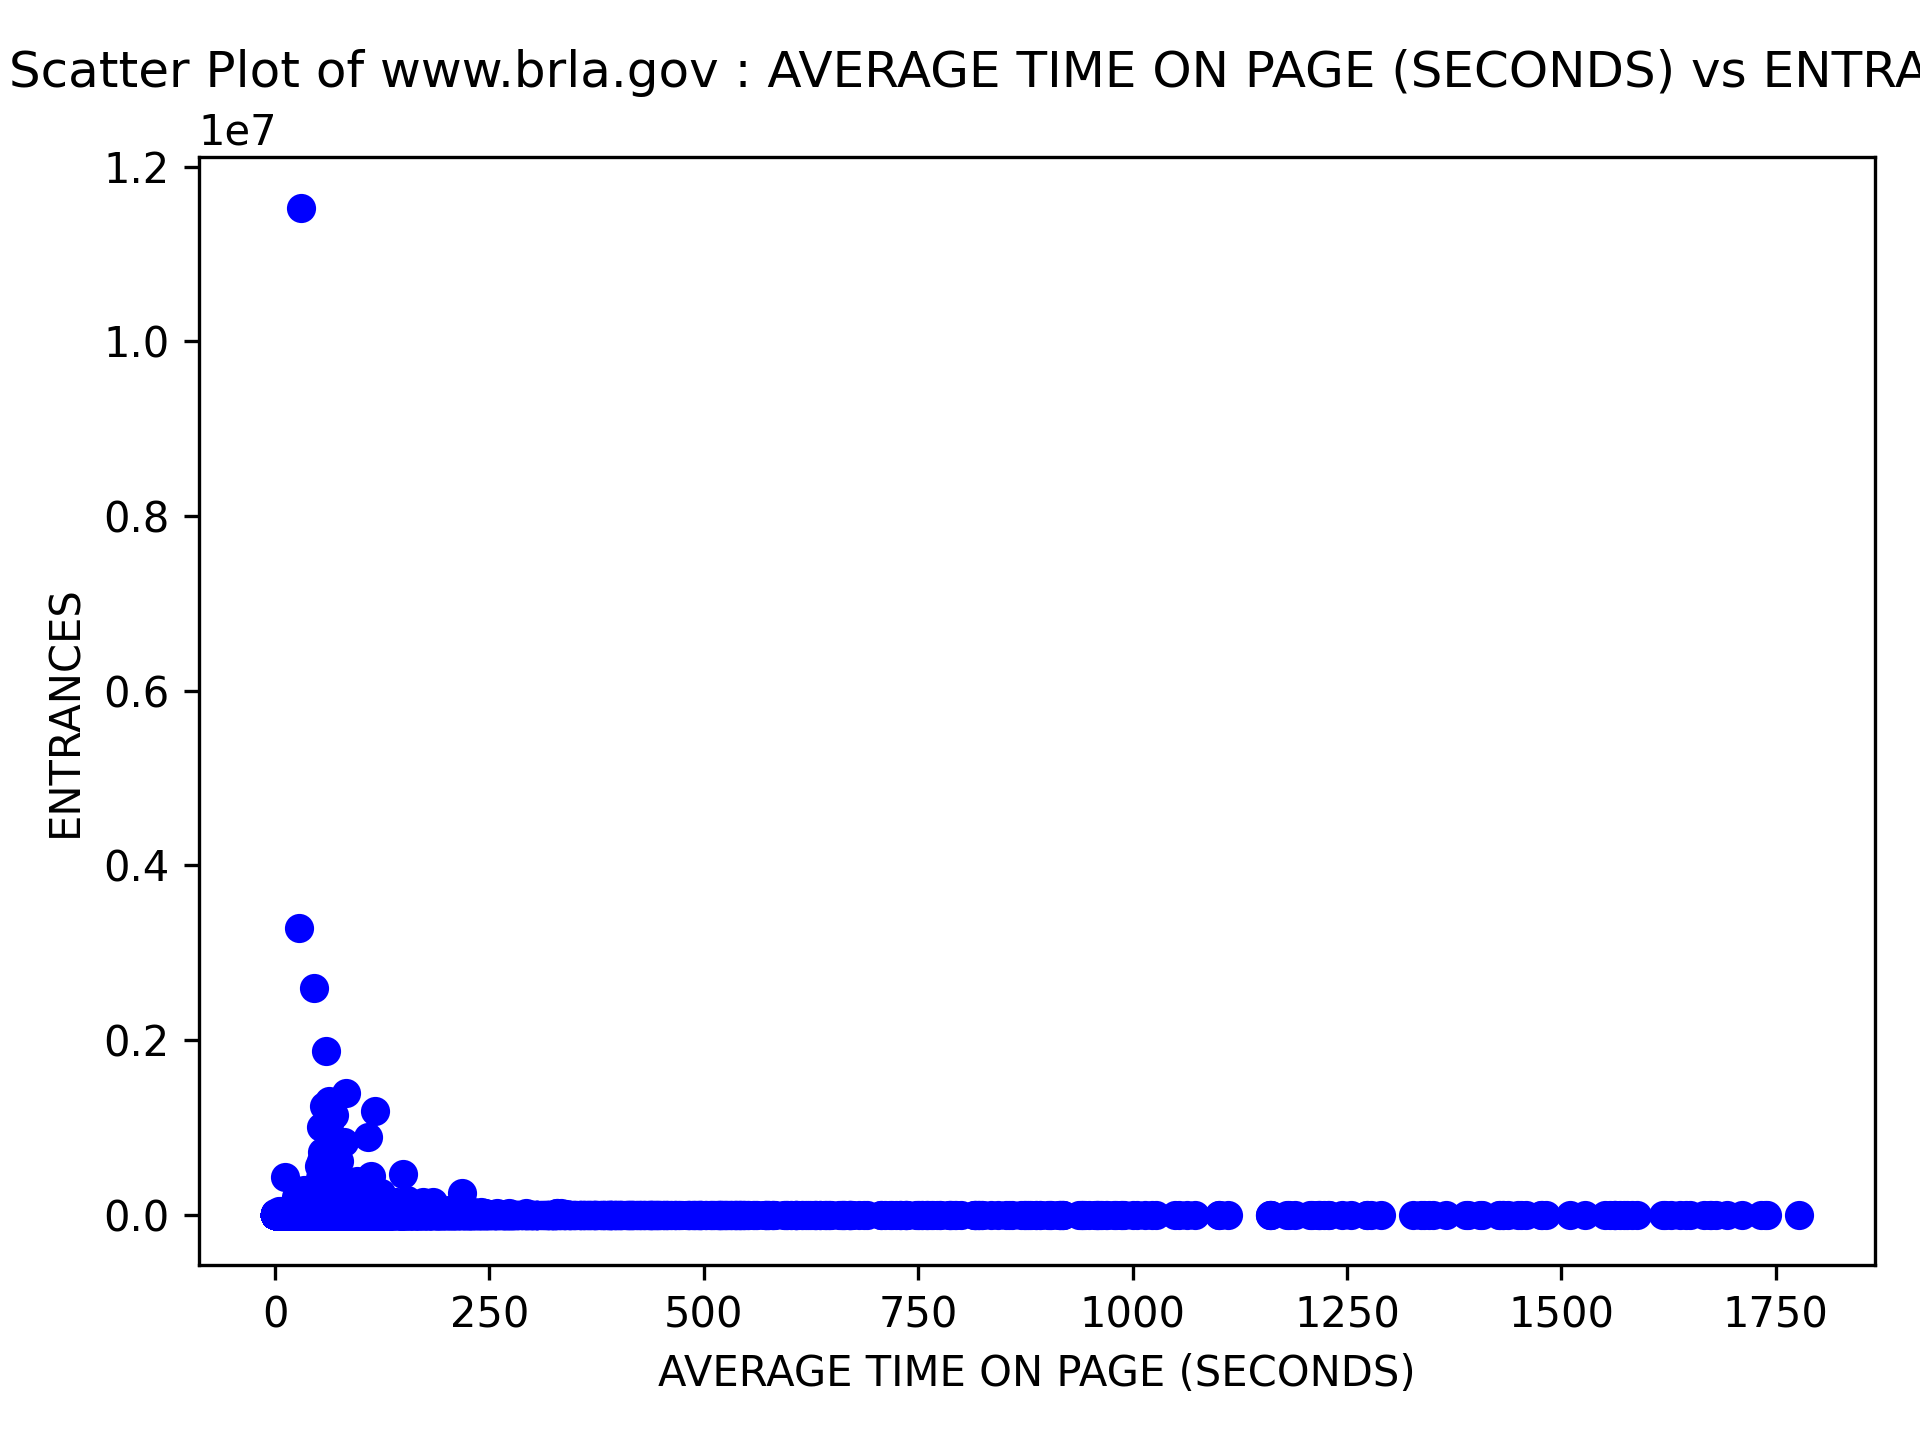 Scatter Plot of www.brla.gov : AVERAGE TIME ON PAGE (SECONDS) vs ENTRA
1e7
1.2
1.0
0.8
0.6
0.4
0.2
0.0
ENTRANCES
0 250 500 750 1000 1250 1500 1750
AVERAGE TIME ON PAGE (SECONDS)